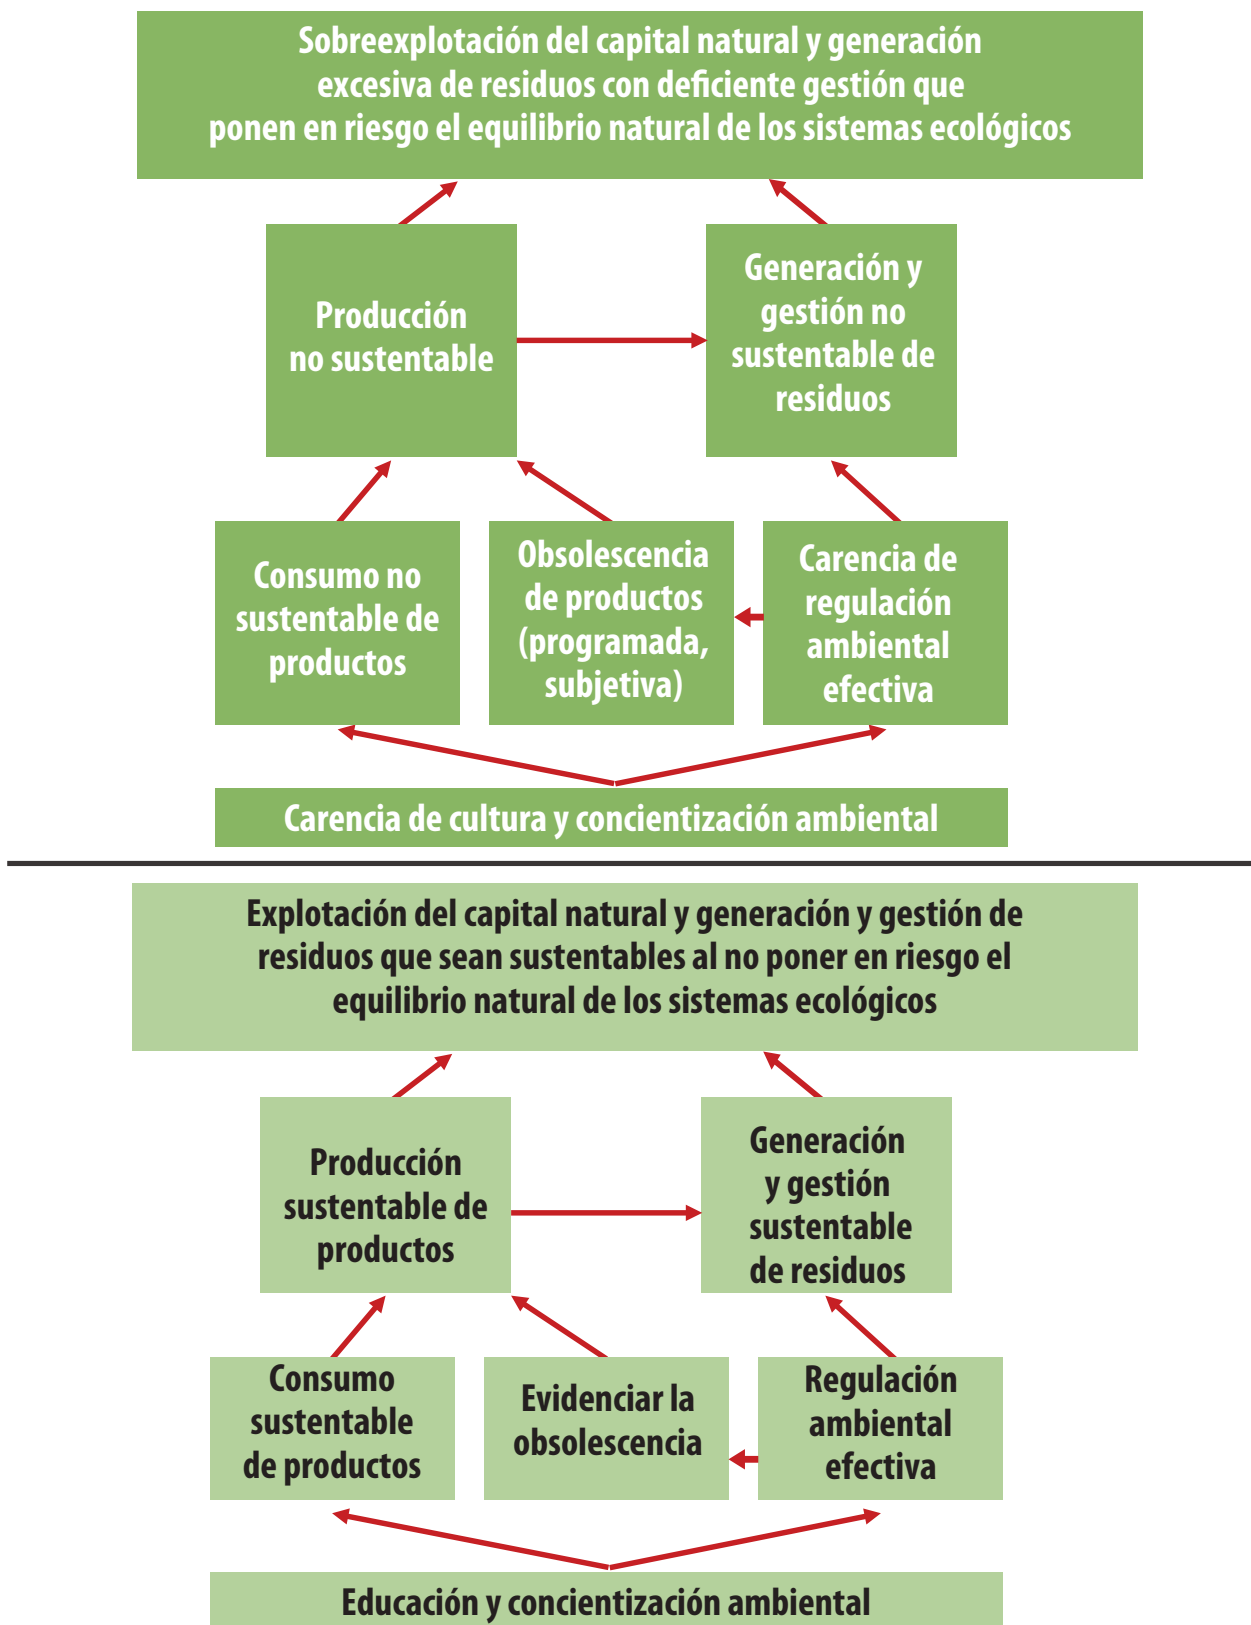 Sobreexplotación del capital natural y generación
excesiva de residuos con deficiente gestión que
ponen en riesgo el equilibrio natural de los sistemas ecológicos
Producción
no sustentable
Generación y
gestión no
sustentable de
residuos
Consumo no
sustentable de
productos
Obsolescencia
de productos
(programada,
subjetiva)
Carencia de
regulación
ambiental
efectiva
Carencia de cultura y concientización ambiental
Explotación del capital natural y generación y gestión de
residuos que sean sustentables al no poner en riesgo el
equilibrio natural de los sistemas ecológicos
Producción
sustentable de
productos
Generación
y gestión
sustentable
de residuos
Consumo
sustentable
de productos
Evidenciar la
obsolescencia
Regulación
ambiental
efectiva
Educación y concientización ambiental